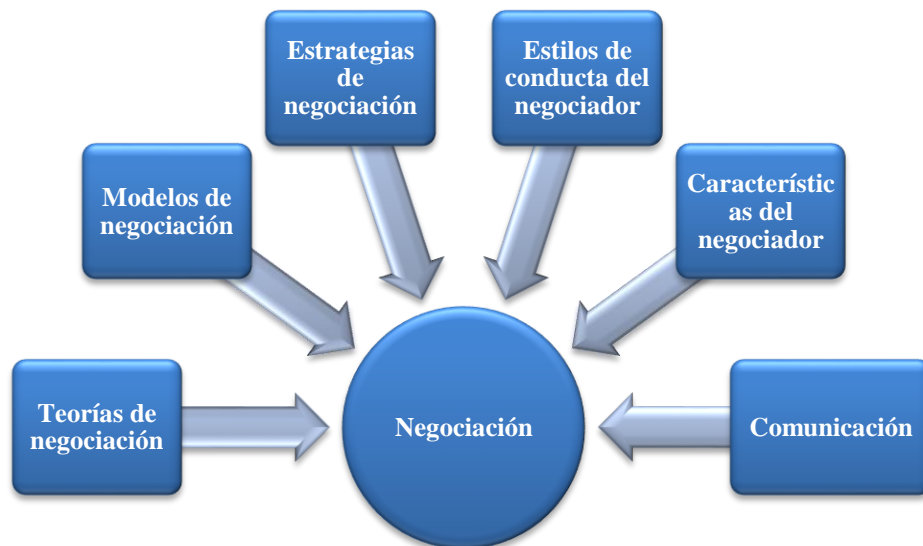 Estrategias
de
negociación
Estilos de
conducta del
negociador
Modelos de
negociación
Característic
as del
negociador
Teorías de
negociación
Negociación
Comunicación